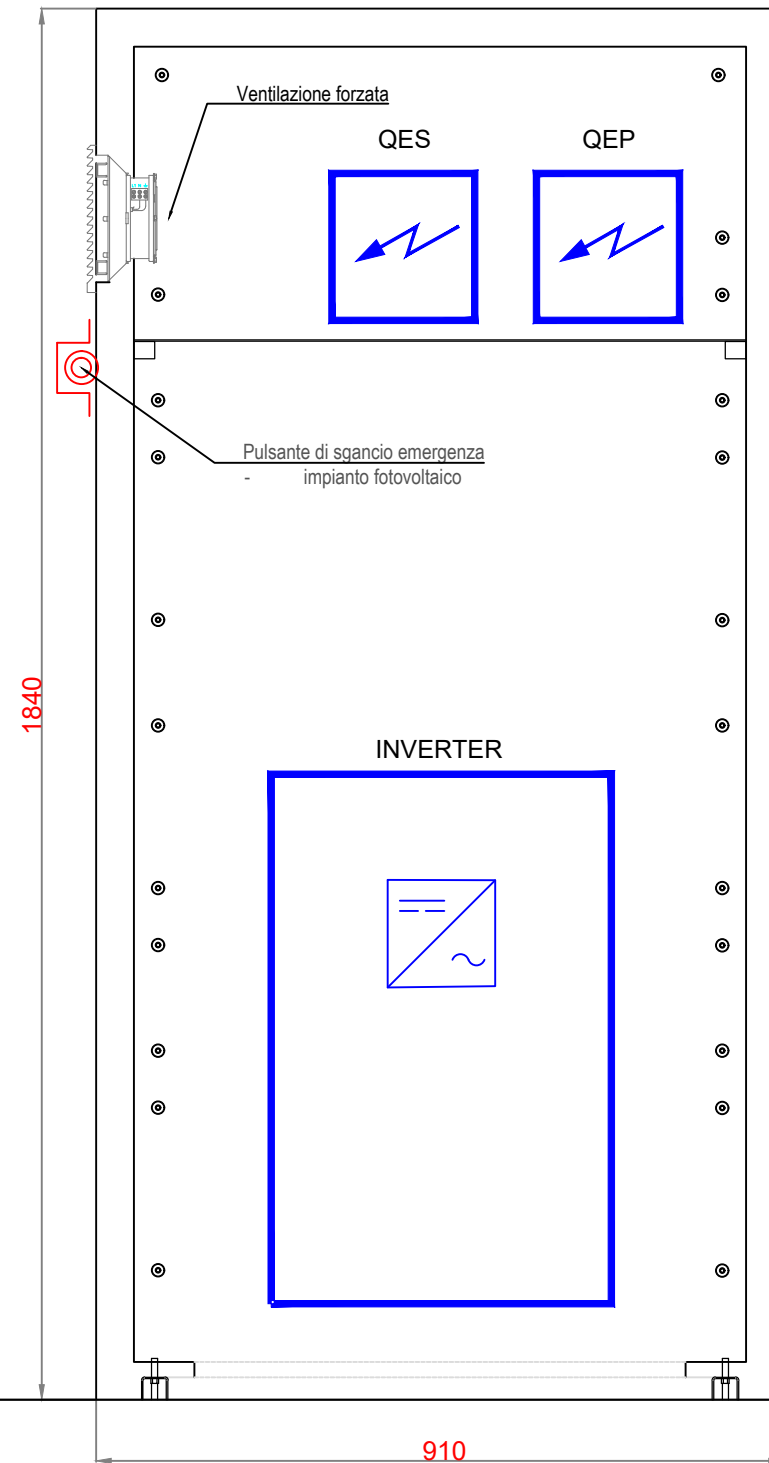 Ventilazione forzata
QES
QEP
Pulsante di sgancio emergenza
- impianto fotovoltaico
1840
INVERTER
910